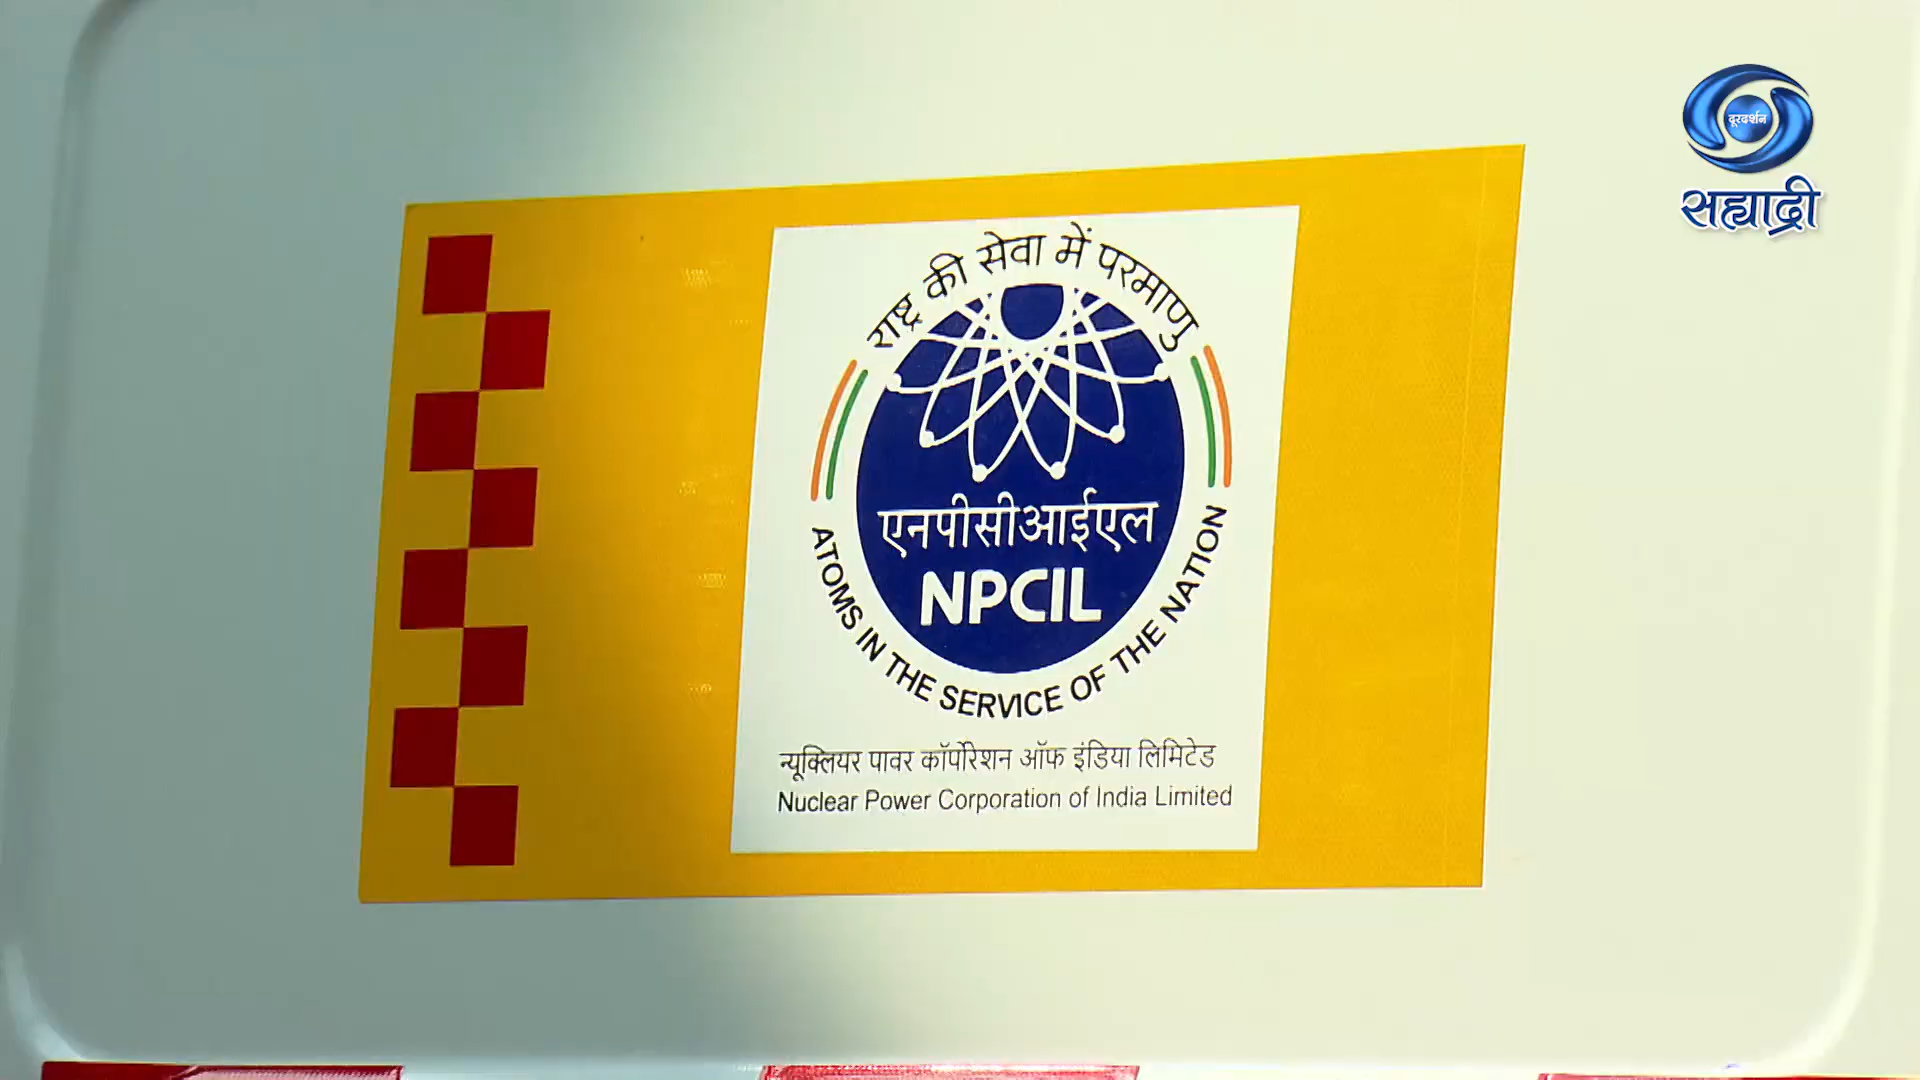 दूरदर्शन
सह्याद्री
राष्ट्र की सेवा में परमाणु
एनपीसीआईएल
NPCIL
ATOMS IN THE SERVICE OF THE NATION
न्यूक्लियर पावर कॉर्पोरेशन ऑफ इंडिया लिमिटेड
Nuclear Power Corporation of India Limited